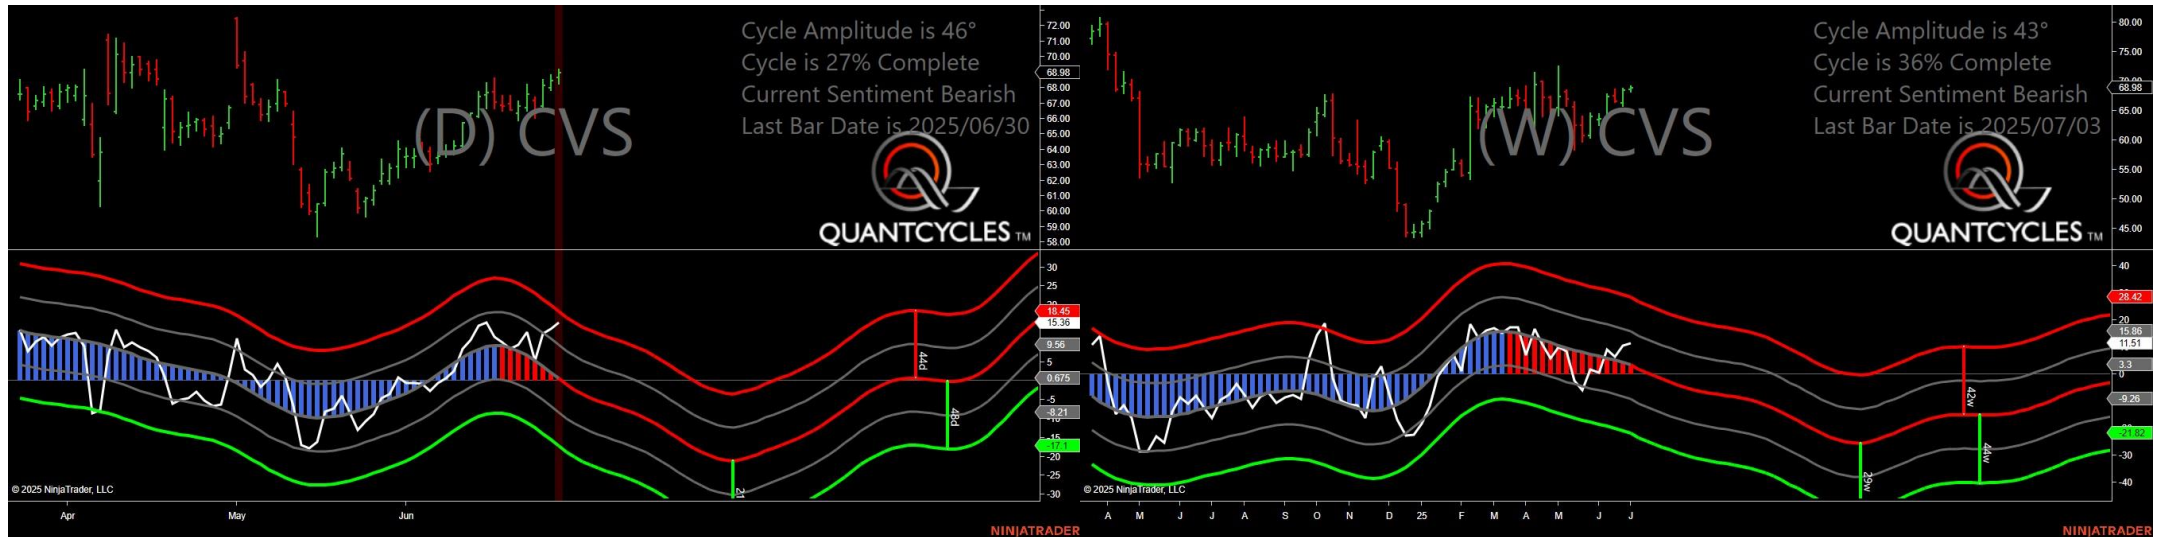 Cycle Amplitude is 46°
Cycle is 27% Complete
Current Sentiment Bearish
Last Bar Date is 2025/06/30
(D) CVS
QUANTCYCLES TM
72.00
71.00
70.00
68.98
68.00
67.00
66.00
65.00
64.00
63.00
62.00
61.00
60.00
59.00
58.00
30
25
18.45
15.36
9.56
5
0.675
-5
-8.21
-15
-17.1
-20
-25
-30
44d
48d
21
© 2025 NinjaTrader, LLC
Apr
May
Jun
NINJATRADER
Cycle Amplitude is 43°
Cycle is 36% Complete
Current Sentiment Bearish
Last Bar Date is 2025/07/03
(W) CVS
QUANTCYCLES TM
80.00
75.00
70.00
68.98
65.00
60.00
55.00
50.00
45.00
40
28.42
20
15.86
11.51
3.3
0
-9.26
-21.82
-30
-40
42w
44w
29w
© 2025 NinjaTrader, LLC
A M J J A S O N D 25 F M A M J J
NINJATRADER